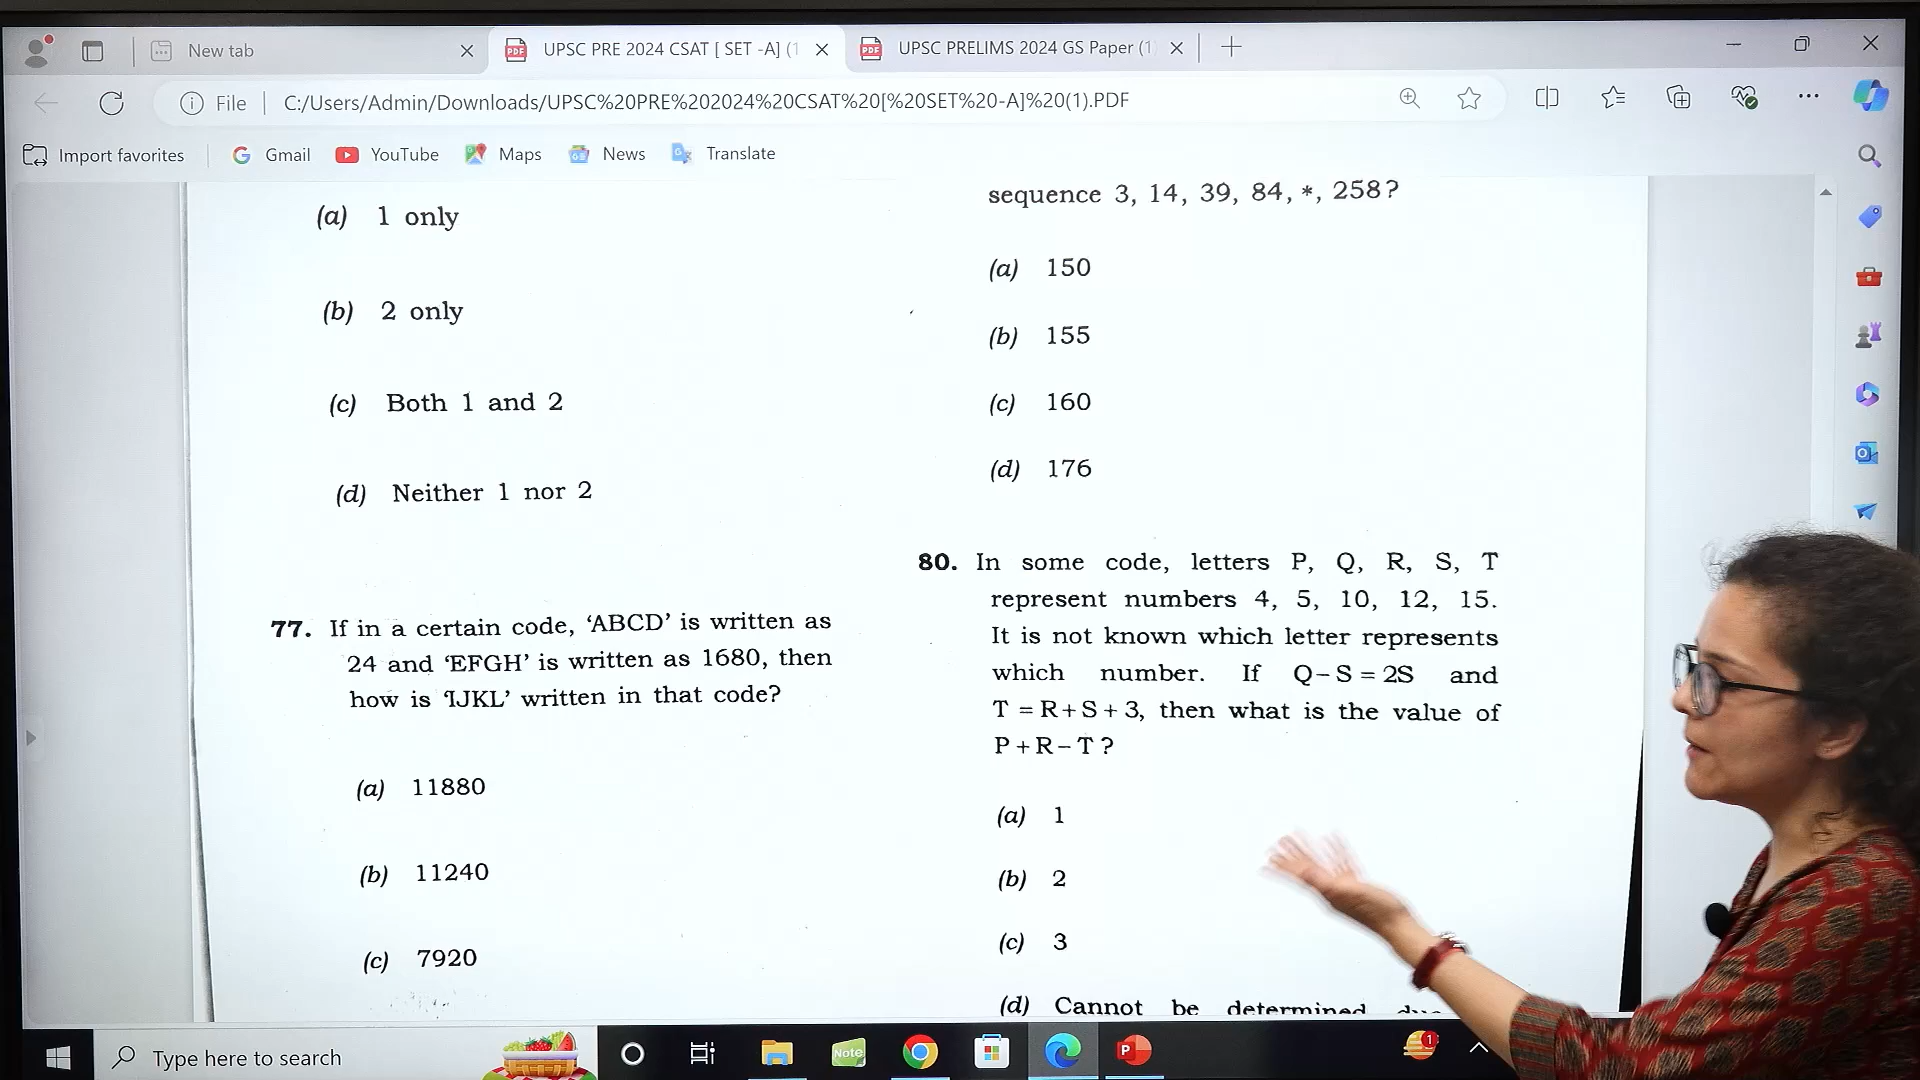 New tab
UPSC PRE 2024 CSAT [ SET -A] (1
UPSC PRELIMS 2024 GS Paper (1)
File
C:/Users/Admin/Downloads/UPSC%20PRE%202024%20CSAT%20[%20SET%20-A]%20(1).PDF
Import favorites
Gmail
YouTube
Maps
News
Translate
(a) 1 only
(b) 2 only
(c) Both 1 and 2
(d) Neither 1 nor 2
77. If in a certain code, ‘ABCD’ is written as
24 and ‘EFGH’ is written as 1680, then
how is ‘IJKL’ written in that code?
(a) 11880
(b) 11240
(c) 7920
sequence 3, 14, 39, 84, *, 258?
(a) 150
(b) 155
(c) 160
(d) 176
80. In some code, letters P, Q, R, S, T
represent numbers 4, 5, 10, 12, 15.
It is not known which letter represents
which number. If Q-S=2S and
T=R+S+3, then what is the value of
P+R-T?
(a) 1
(b) 2
(c) 3
(d) Cannot be determined
Type here to search
Note
1